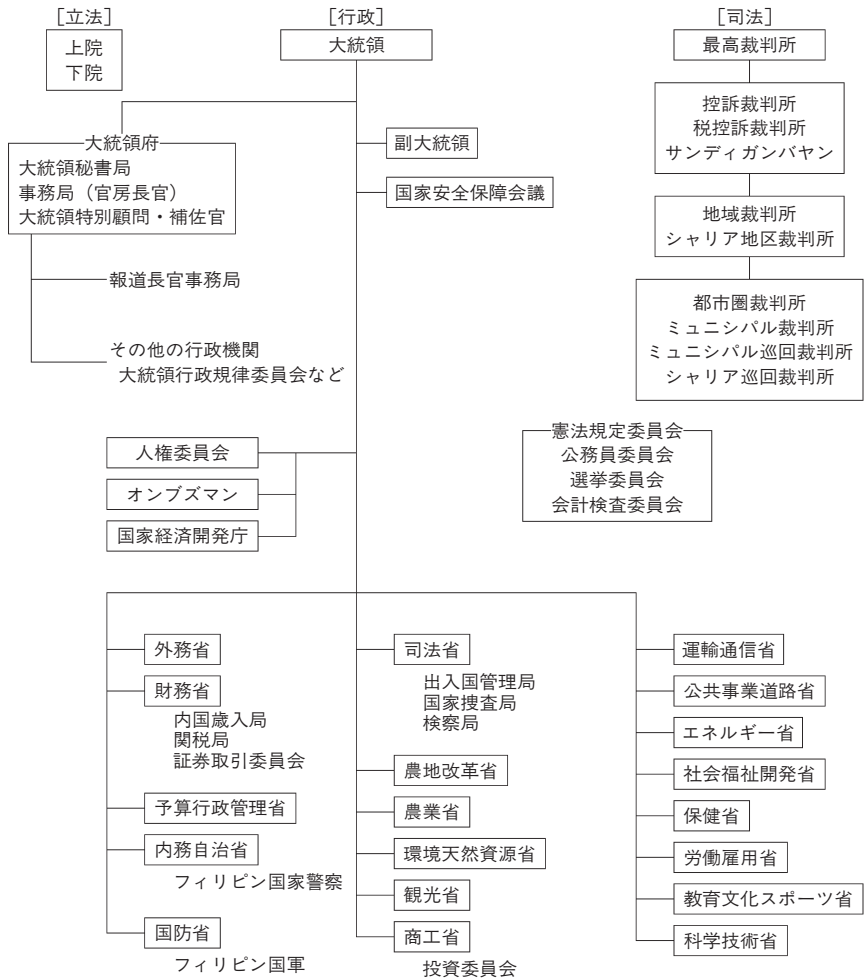 [立法]
上院
下院
[行政]
大統領
[司法]
最高裁判所
控訴裁判所
税控訴裁判所
サンディガンバヤン
地域裁判所
シャリア地区裁判所
都市圏裁判所
ミュニシパル裁判所
ミュニシパル巡回裁判所
シャリア巡回裁判所
大統領府
大統領秘書局
事務局（官房長官）
大統領特別顧問・補佐官
副大統領
国家安全保障会議
報道長官事務局
その他の行政機関
大統領行政規律委員会など
人権委員会
オンブズマン
国家経済開発庁
憲法規定委員会
公務員委員会
選挙委員会
会計検査委員会
外務省
財務省
内国歳入局
関税局
証券取引委員会
予算行政管理省
内務自治省
フィリピン国家警察
国防省
フィリピン国軍
司法省
出入国管理局
国家捜査局
検察局
農地改革省
農業省
環境天然資源省
観光省
商工省
投資委員会
運輸通信省
公共事業道路省
エネルギー省
社会福祉開発省
保健省
労働雇用省
教育文化スポーツ省
科学技術省